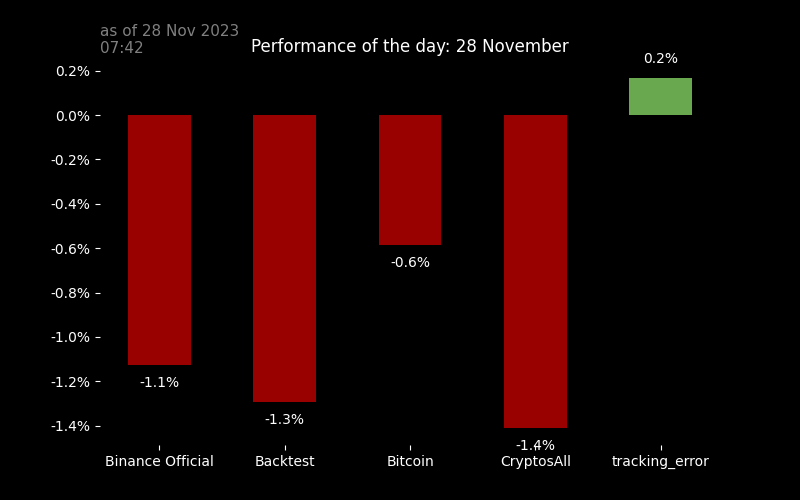 as of 28 Nov 2023
07:42
Performance of the day: 28 November
0.2%
0.2%
0.0%
-0.2%
-0.4%
-0.6%
-0.6%
-0.8%
-1.0%
-1.1%
-1.2%
-1.3%
-1.4%
-1.4%
Binance Official
Backtest
Bitcoin
CryptosAll
tracking_error